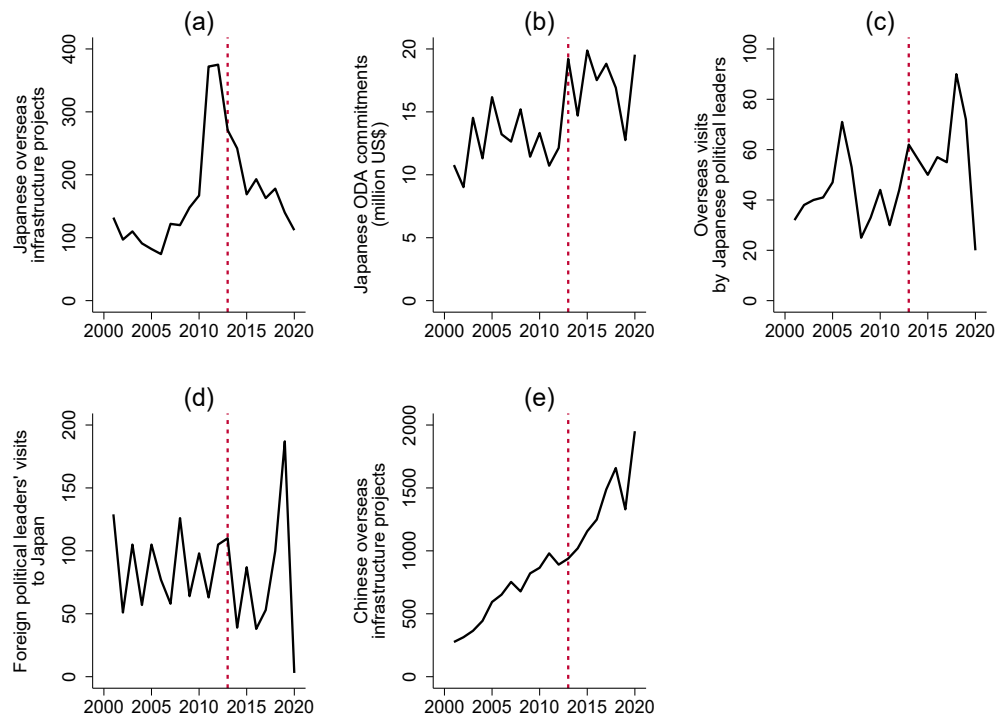 (a)
Japanese overseas
infrastructure projects
400
300
200
100
0
2000 2005 2010 2015 2020
(b)
Japanese ODA commitments
(million US$)
20
15
10
5
0
2000 2005 2010 2015 2020
(c)
Overseas visits
by Japanese political leaders
100
80
60
40
20
0
2000 2005 2010 2015 2020
(d)
Foreign political leaders' visits
to Japan
200
150
100
50
0
2000 2005 2010 2015 2020
(e)
Chinese overseas
infrastructure projects
2000
1500
1000
500
0
2000 2005 2010 2015 2020